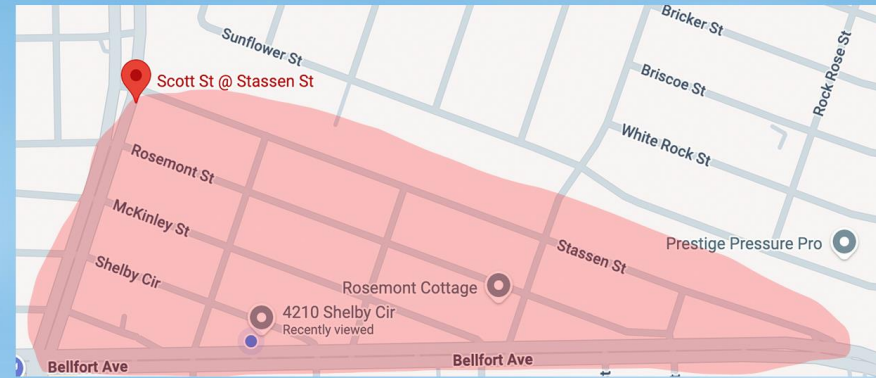 Bricker St
Sunflower St
Rock Rose St
Scott St @ Stassen St
Briscoe St
White Rock St
Rosemont St
McKinley St
Stassen St
Prestige Pressure Pro
Shelby Cir
Rosemont Cottage
4210 Shelby Cir
Recently viewed
Bellfort Ave
Bellfort Ave